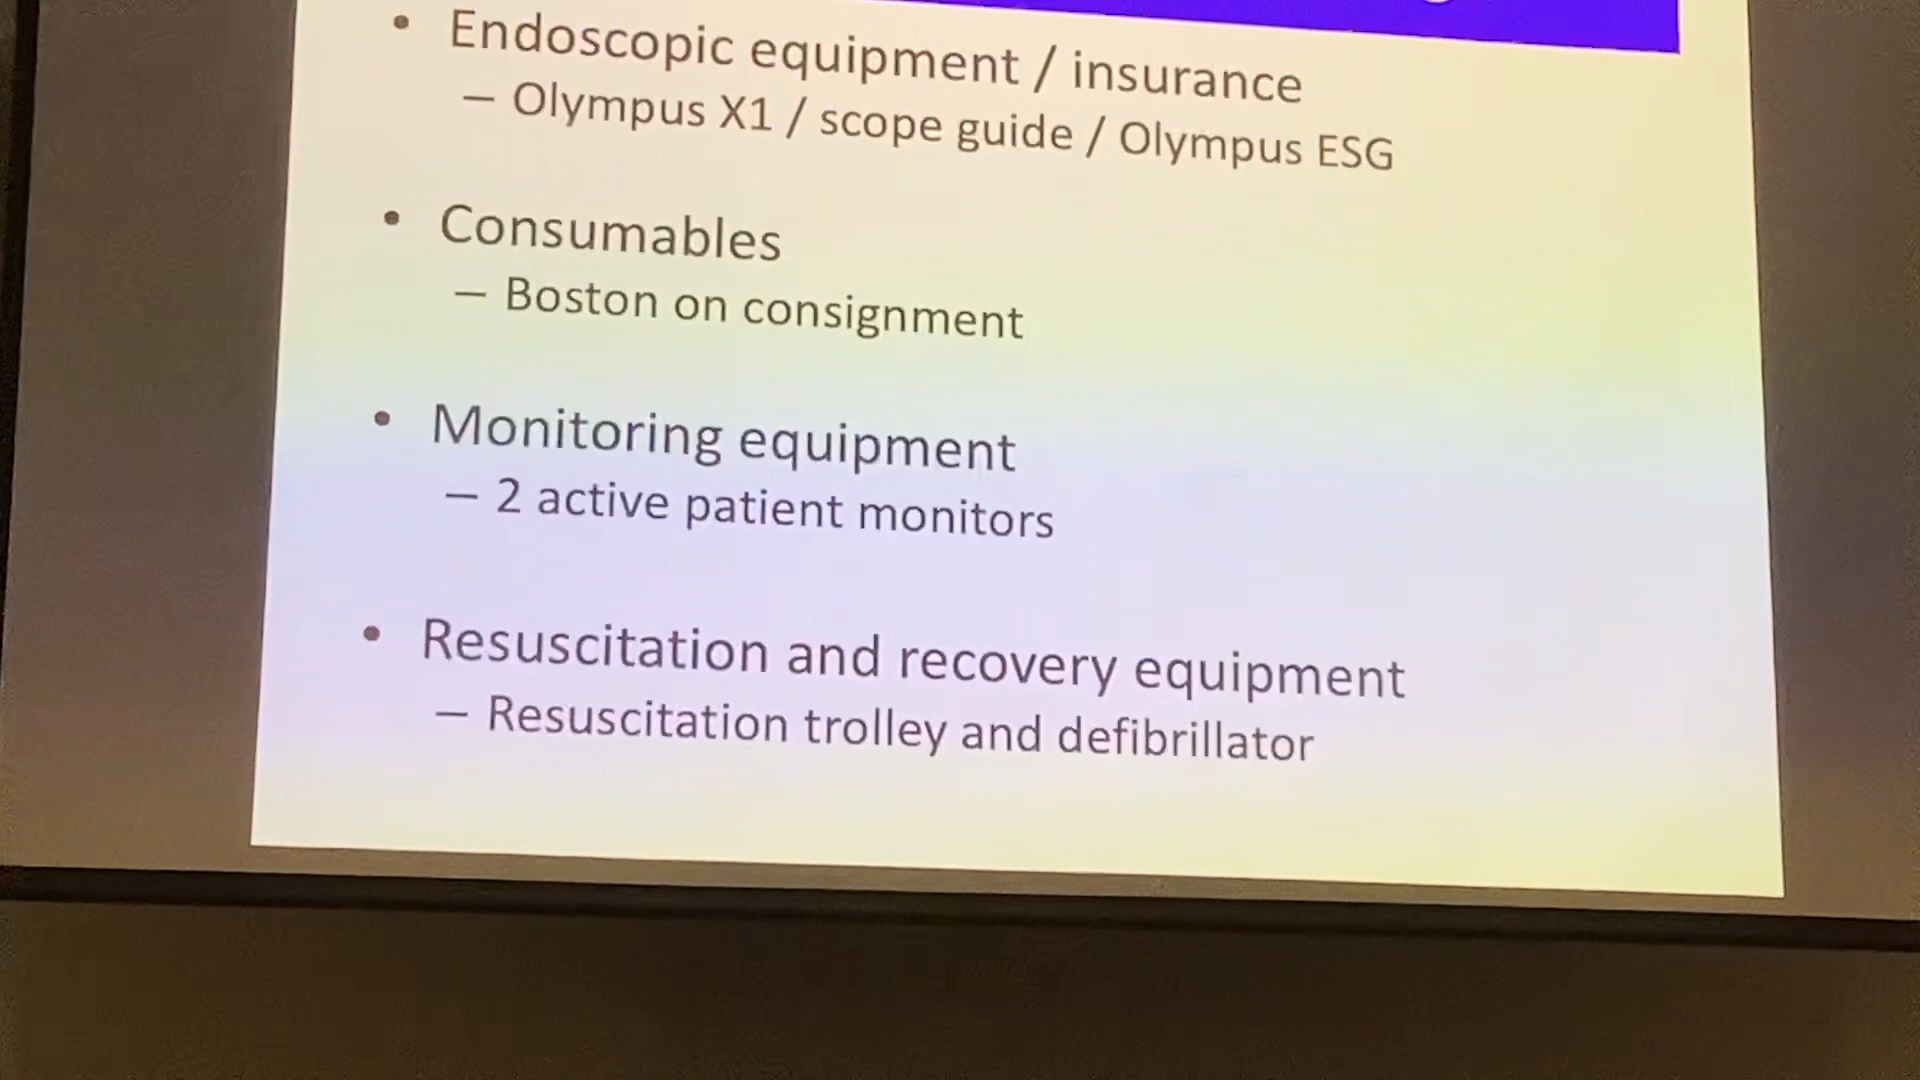 • Endoscopic equipment / insurance
– Olympus X1 / scope guide / Olympus ESG
• Consumables
– Boston on consignment
• Monitoring equipment
– 2 active patient monitors
• Resuscitation and recovery equipment
– Resuscitation trolley and defibrillator